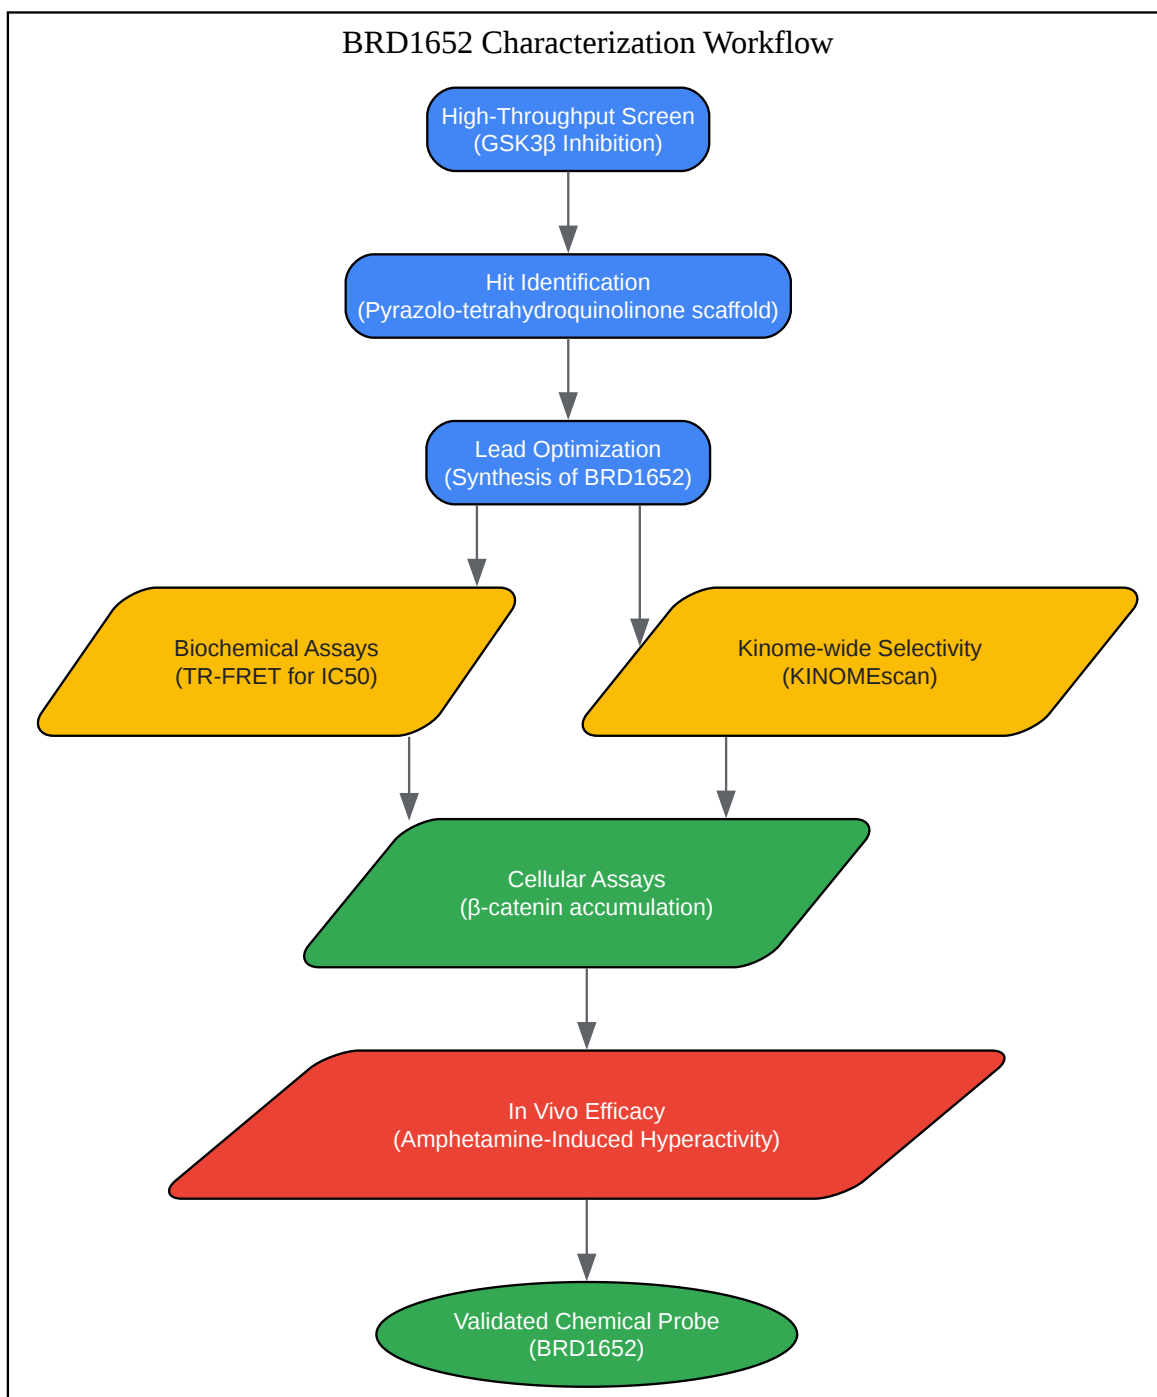 BRD1652 Characterization Workflow
High-Throughput Screen
(GSK3β Inhibition)
Hit Identification
(Pyrazolo-tetrahydroquinolinone scaffold)
Lead Optimization
(Synthesis of BRD1652)
Biochemical Assays
(TR-FRET for IC50)
Kinome-wide Selectivity
(KINOMEscan)
Cellular Assays
(β-catenin accumulation)
In Vivo Efficacy
(Amphetamine-Induced Hyperactivity)
Validated Chemical Probe
(BRD1652)